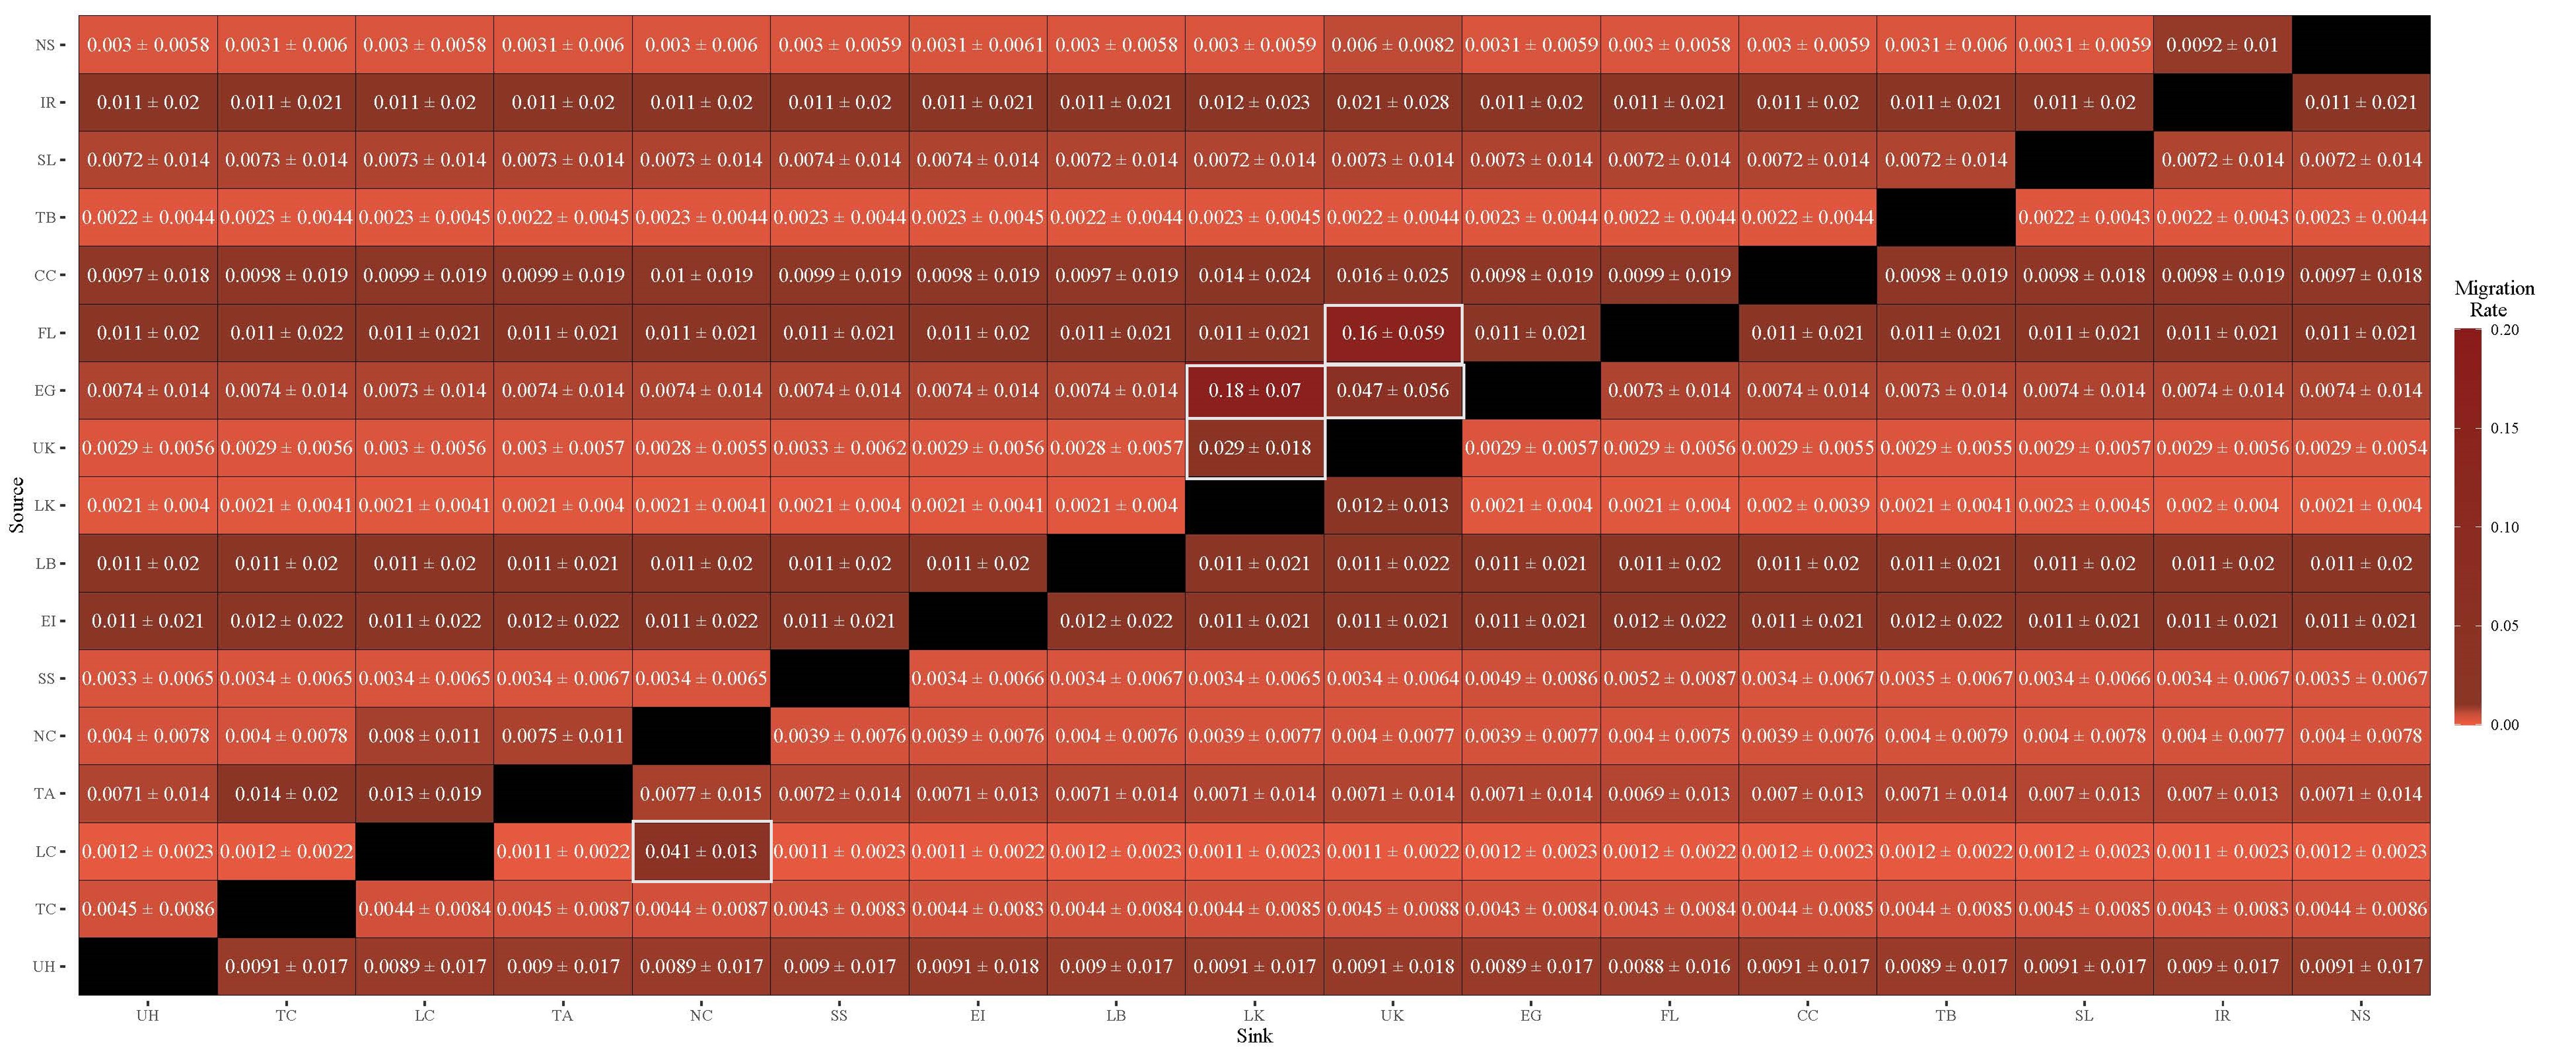 NS 0.003 ± 0.0058 0.0031 ± 0.006 0.003 ± 0.0058 0.0031 ± 0.006 0.003 ± 0.006 0.003 ± 0.0059 0.0031 ± 0.0061 0.003 ± 0.0058 0.003 ± 0.0059 0.006 ± 0.0082 0.0031 ± 0.0059 0.003 ± 0.0058 0.003 ± 0.0059 0.0031 ± 0.006 0.0031 ± 0.0059 0.0092 ± 0.01
IR 0.011 ± 0.02 0.011 ± 0.021 0.011 ± 0.02 0.011 ± 0.02 0.011 ± 0.02 0.011 ± 0.02 0.011 ± 0.021 0.011 ± 0.021 0.012 ± 0.023 0.021 ± 0.028 0.011 ± 0.02 0.011 ± 0.021 0.011 ± 0.02 0.011 ± 0.021 0.011 ± 0.02 0.011 ± 0.021
SL 0.0072 ± 0.014 0.0073 ± 0.014 0.0073 ± 0.014 0.0073 ± 0.014 0.0073 ± 0.014 0.0074 ± 0.014 0.0074 ± 0.014 0.0072 ± 0.014 0.0072 ± 0.014 0.0073 ± 0.014 0.0073 ± 0.014 0.0072 ± 0.014 0.0072 ± 0.014 0.0072 ± 0.014 0.0072 ± 0.014 0.0072 ± 0.014
TB 0.0022 ± 0.0044 0.0023 ± 0.0044 0.0023 ± 0.0045 0.0022 ± 0.0045 0.0023 ± 0.0044 0.0023 ± 0.0044 0.0023 ± 0.0045 0.0022 ± 0.0044 0.0023 ± 0.0045 0.0022 ± 0.0044 0.0023 ± 0.0044 0.0022 ± 0.0044 0.0022 ± 0.0044 0.0022 ± 0.0043 0.0022 ± 0.0043 0.0023 ± 0.0044
CC 0.0097 ± 0.018 0.0098 ± 0.019 0.0099 ± 0.019 0.0099 ± 0.019 0.01 ± 0.019 0.0099 ± 0.019 0.0098 ± 0.019 0.0097 ± 0.019 0.014 ± 0.024 0.016 ± 0.025 0.0098 ± 0.019 0.0099 ± 0.019 0.0098 ± 0.019 0.0098 ± 0.018 0.0098 ± 0.019 0.0097 ± 0.018
FL 0.011 ± 0.02 0.011 ± 0.022 0.011 ± 0.021 0.011 ± 0.021 0.011 ± 0.021 0.011 ± 0.021 0.011 ± 0.02 0.011 ± 0.021 0.011 ± 0.021 0.16 ± 0.059 0.011 ± 0.021 0.011 ± 0.021 0.011 ± 0.021 0.011 ± 0.021 0.011 ± 0.021 0.011 ± 0.021
EG 0.0074 ± 0.014 0.0074 ± 0.014 0.0073 ± 0.014 0.0074 ± 0.014 0.0074 ± 0.014 0.0074 ± 0.014 0.0074 ± 0.014 0.0074 ± 0.014 0.18 ± 0.07 0.047 ± 0.056 0.0073 ± 0.014 0.0074 ± 0.014 0.0073 ± 0.014 0.0074 ± 0.014 0.0074 ± 0.014 0.0074 ± 0.014
UK 0.0029 ± 0.0056 0.0029 ± 0.0056 0.003 ± 0.0056 0.003 ± 0.0057 0.0028 ± 0.0055 0.0033 ± 0.0062 0.0029 ± 0.0056 0.0028 ± 0.0057 0.029 ± 0.018 0.0029 ± 0.0057 0.0029 ± 0.0056 0.0029 ± 0.0055 0.0029 ± 0.0055 0.0029 ± 0.0057 0.0029 ± 0.0056 0.0029 ± 0.0054
LK 0.0021 ± 0.004 0.0021 ± 0.0041 0.0021 ± 0.0041 0.0021 ± 0.004 0.0021 ± 0.0041 0.0021 ± 0.004 0.0021 ± 0.0041 0.0021 ± 0.004 0.012 ± 0.013 0.0021 ± 0.004 0.0021 ± 0.004 0.002 ± 0.0039 0.0021 ± 0.0041 0.0023 ± 0.0045 0.002 ± 0.004 0.0021 ± 0.004
LB 0.011 ± 0.02 0.011 ± 0.02 0.011 ± 0.02 0.011 ± 0.021 0.011 ± 0.02 0.011 ± 0.02 0.011 ± 0.02 0.011 ± 0.021 0.011 ± 0.022 0.011 ± 0.021 0.011 ± 0.02 0.011 ± 0.02 0.011 ± 0.021 0.011 ± 0.02 0.011 ± 0.02 0.011 ± 0.02
EI 0.011 ± 0.021 0.012 ± 0.022 0.011 ± 0.022 0.012 ± 0.022 0.011 ± 0.022 0.011 ± 0.021 0.012 ± 0.022 0.011 ± 0.021 0.011 ± 0.021 0.011 ± 0.021 0.012 ± 0.022 0.011 ± 0.021 0.012 ± 0.022 0.011 ± 0.021 0.011 ± 0.021 0.011 ± 0.021
SS 0.0033 ± 0.0065 0.0034 ± 0.0065 0.0034 ± 0.0065 0.0034 ± 0.0067 0.0034 ± 0.0065 0.0034 ± 0.0066 0.0034 ± 0.0067 0.0034 ± 0.0065 0.0034 ± 0.0064 0.0049 ± 0.0086 0.0052 ± 0.0087 0.0034 ± 0.0067 0.0035 ± 0.0067 0.0034 ± 0.0066 0.0034 ± 0.0067 0.0035 ± 0.0067
NC 0.004 ± 0.0078 0.004 ± 0.0078 0.008 ± 0.011 0.0075 ± 0.011 0.0039 ± 0.0076 0.0039 ± 0.0076 0.004 ± 0.0076 0.0039 ± 0.0077 0.004 ± 0.0077 0.0039 ± 0.0077 0.004 ± 0.0075 0.0039 ± 0.0076 0.004 ± 0.0079 0.004 ± 0.0078 0.004 ± 0.0077 0.004 ± 0.0078
TA 0.0071 ± 0.014 0.014 ± 0.02 0.013 ± 0.019 0.0077 ± 0.015 0.0072 ± 0.014 0.0071 ± 0.013 0.0071 ± 0.014 0.0071 ± 0.014 0.0071 ± 0.014 0.0071 ± 0.014 0.0069 ± 0.013 0.007 ± 0.013 0.0071 ± 0.014 0.007 ± 0.013 0.007 ± 0.013 0.0071 ± 0.014
LC 0.0012 ± 0.0023 0.0012 ± 0.0022 0.0011 ± 0.0022 0.041 ± 0.013 0.0011 ± 0.0023 0.0011 ± 0.0022 0.0012 ± 0.0023 0.0011 ± 0.0023 0.0011 ± 0.0022 0.0012 ± 0.0023 0.0012 ± 0.0022 0.0012 ± 0.0023 0.0012 ± 0.0022 0.0012 ± 0.0023 0.0011 ± 0.0023 0.0012 ± 0.0023
TC 0.0045 ± 0.0086 0.0044 ± 0.0084 0.0045 ± 0.0087 0.0044 ± 0.0087 0.0043 ± 0.0083 0.0044 ± 0.0083 0.0044 ± 0.0084 0.0044 ± 0.0085 0.0045 ± 0.0088 0.0043 ± 0.0084 0.0043 ± 0.0084 0.0044 ± 0.0085 0.0044 ± 0.0085 0.0045 ± 0.0085 0.0043 ± 0.0083 0.0044 ± 0.0086
UH 0.0091 ± 0.017 0.0089 ± 0.017 0.009 ± 0.017 0.0089 ± 0.017 0.009 ± 0.017 0.0091 ± 0.018 0.009 ± 0.017 0.0091 ± 0.017 0.0091 ± 0.018 0.0089 ± 0.017 0.0088 ± 0.016 0.0091 ± 0.017 0.0089 ± 0.017 0.0091 ± 0.017 0.009 ± 0.017 0.0091 ± 0.017
UH TC LC TA NC SS EI LB LK UK EG FL CC TB SL IR NS
Sink
Source
Migration
Rate
0.20
0.15
0.10
0.05
0.00